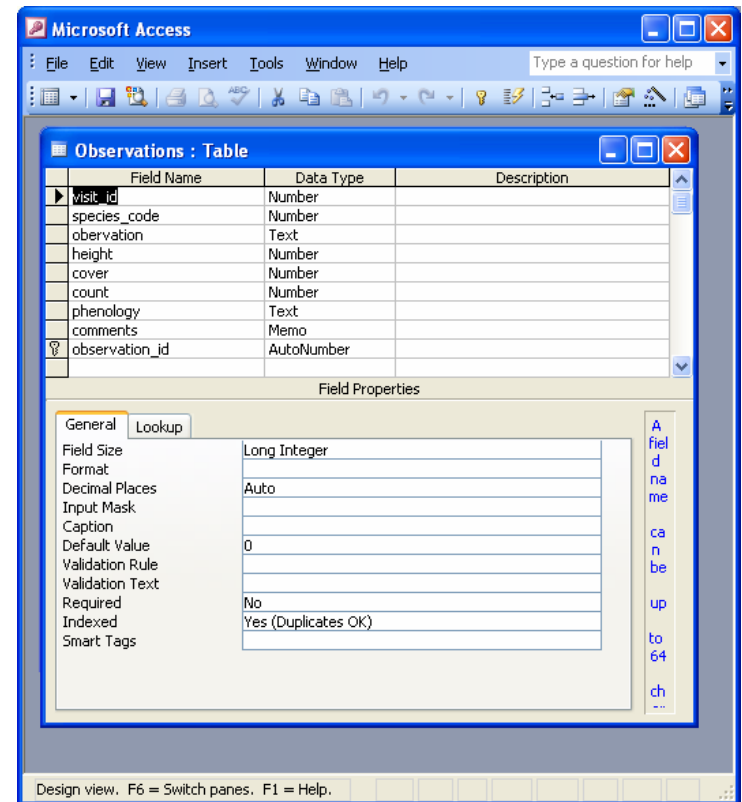 Microsoft Access
File Edit View Insert Tools Window Help Type a question for help
ABC
Observations : Table
Field Name Data Type Description
visit_id Number
species_code Number
obervation Text
height Number
cover Number
count Number
phenology Text
comments Memo
observation_id AutoNumber
Field Properties
General Lookup
Field Size Long Integer
Format
Decimal Places Auto
Input Mask
Caption
Default Value 0
Validation Rule
Validation Text
Required No
Indexed Yes (Duplicates OK)
Smart Tags
A
fiel
d
na
me
ca
n
be
up
to
64
ch
Design view. F6 = Switch panes. F1 = Help.